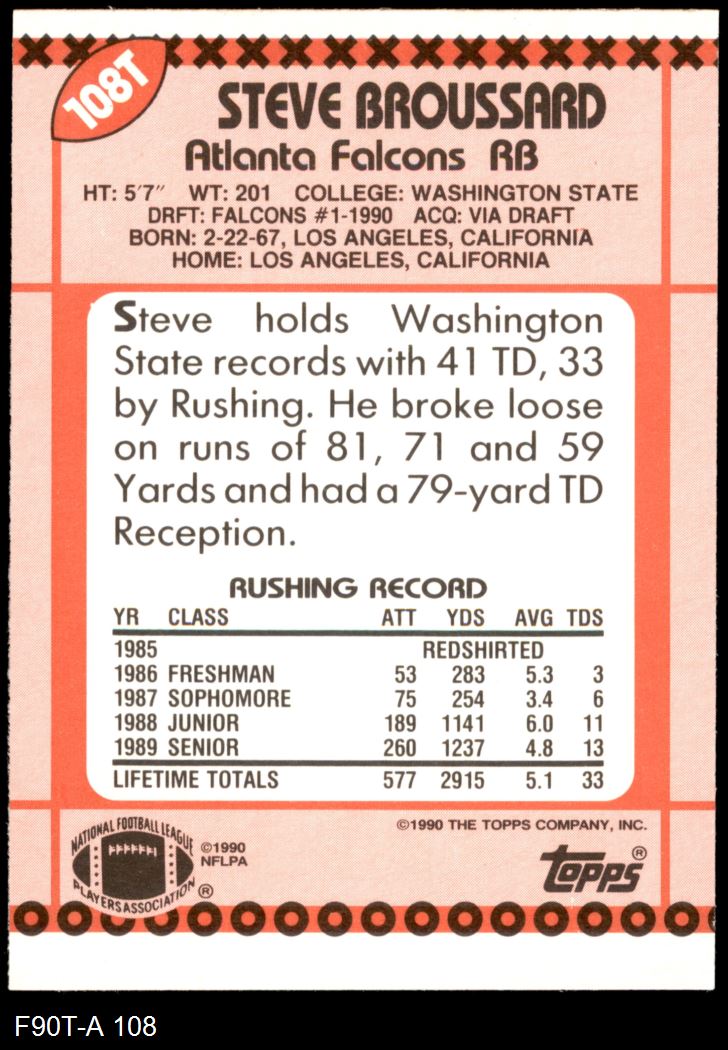 108T
STEVE BROUSSARD
Atlanta Falcons RB
HT: 5'7" WT: 201 COLLEGE: WASHINGTON STATE
DRFT: FALCONS #1-1990 ACQ: VIA DRAFT
BORN: 2-22-67, LOS ANGELES, CALIFORNIA
HOME: LOS ANGELES, CALIFORNIA
Steve holds Washington
State records with 41 TD, 33
by Rushing. He broke loose
on runs of 81, 71 and 59
Yards and had a 79-yard TD
Reception.
RUSHING RECORD
YR CLASS ATT YDS AVG TDS
1985 REDSHIRTED
1986 FRESHMAN 53 283 5.3 3
1987 SOPHOMORE 75 254 3.4 6
1988 JUNIOR 189 1141 6.0 11
1989 SENIOR 260 1237 4.8 13
LIFETIME TOTALS 577 2915 5.1 33
NATIONAL FOOTBALL LEAGUE
PLAYERS ASSOCIATION ®
©1990
NFLPA
©1990 THE TOPPS COMPANY, INC.
Topps®
F90T-A 108